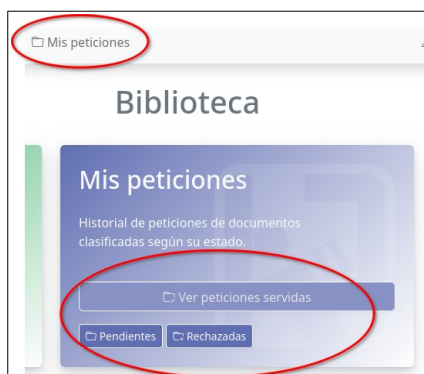 Mis peticiones
Biblioteca
Mis peticiones
Historial de peticiones de documentos
clasificadas según su estado.
Ver peticiones servidas
Pendientes Rechazadas